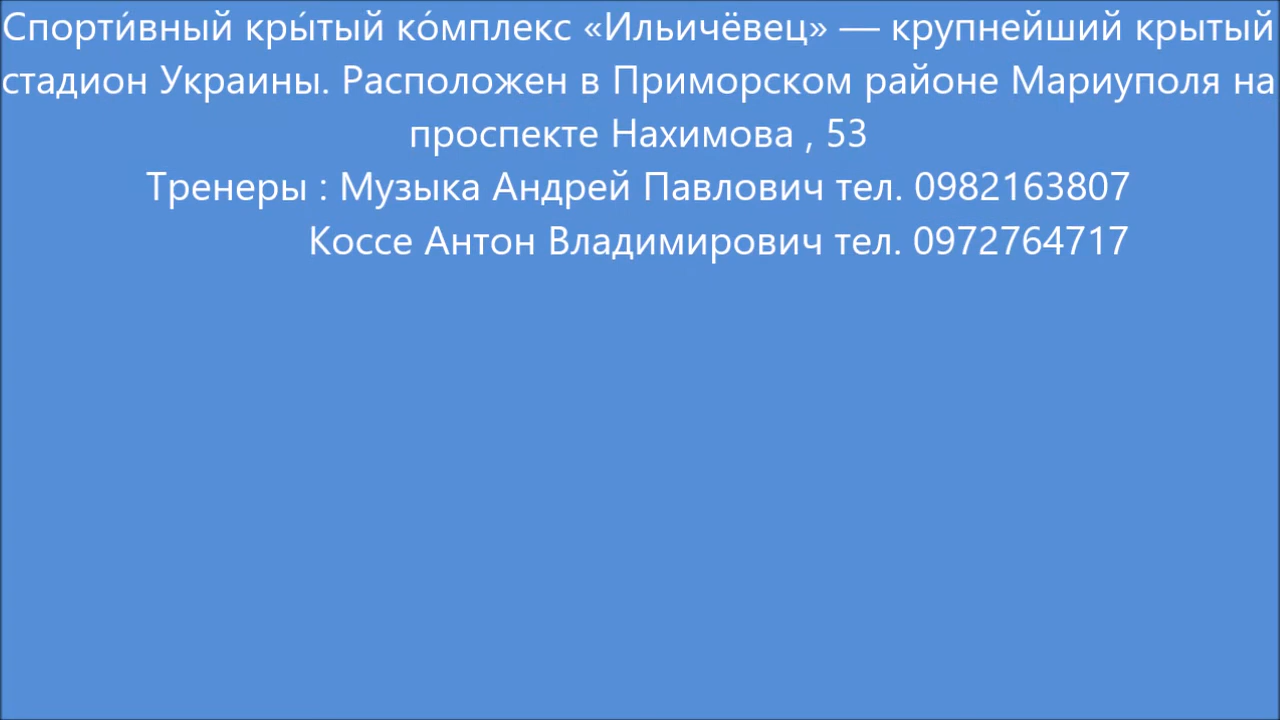 Спорти́вный кры́тый ко́мплекс «Ильичёвец» — крупнейший крытый
стадион Украины. Расположен в Приморском районе Мариуполя на
проспекте Нахимова , 53
Тренеры : Музыка Андрей Павлович тел. 0982163807
Коссе Антон Владимирович тел. 0972764717